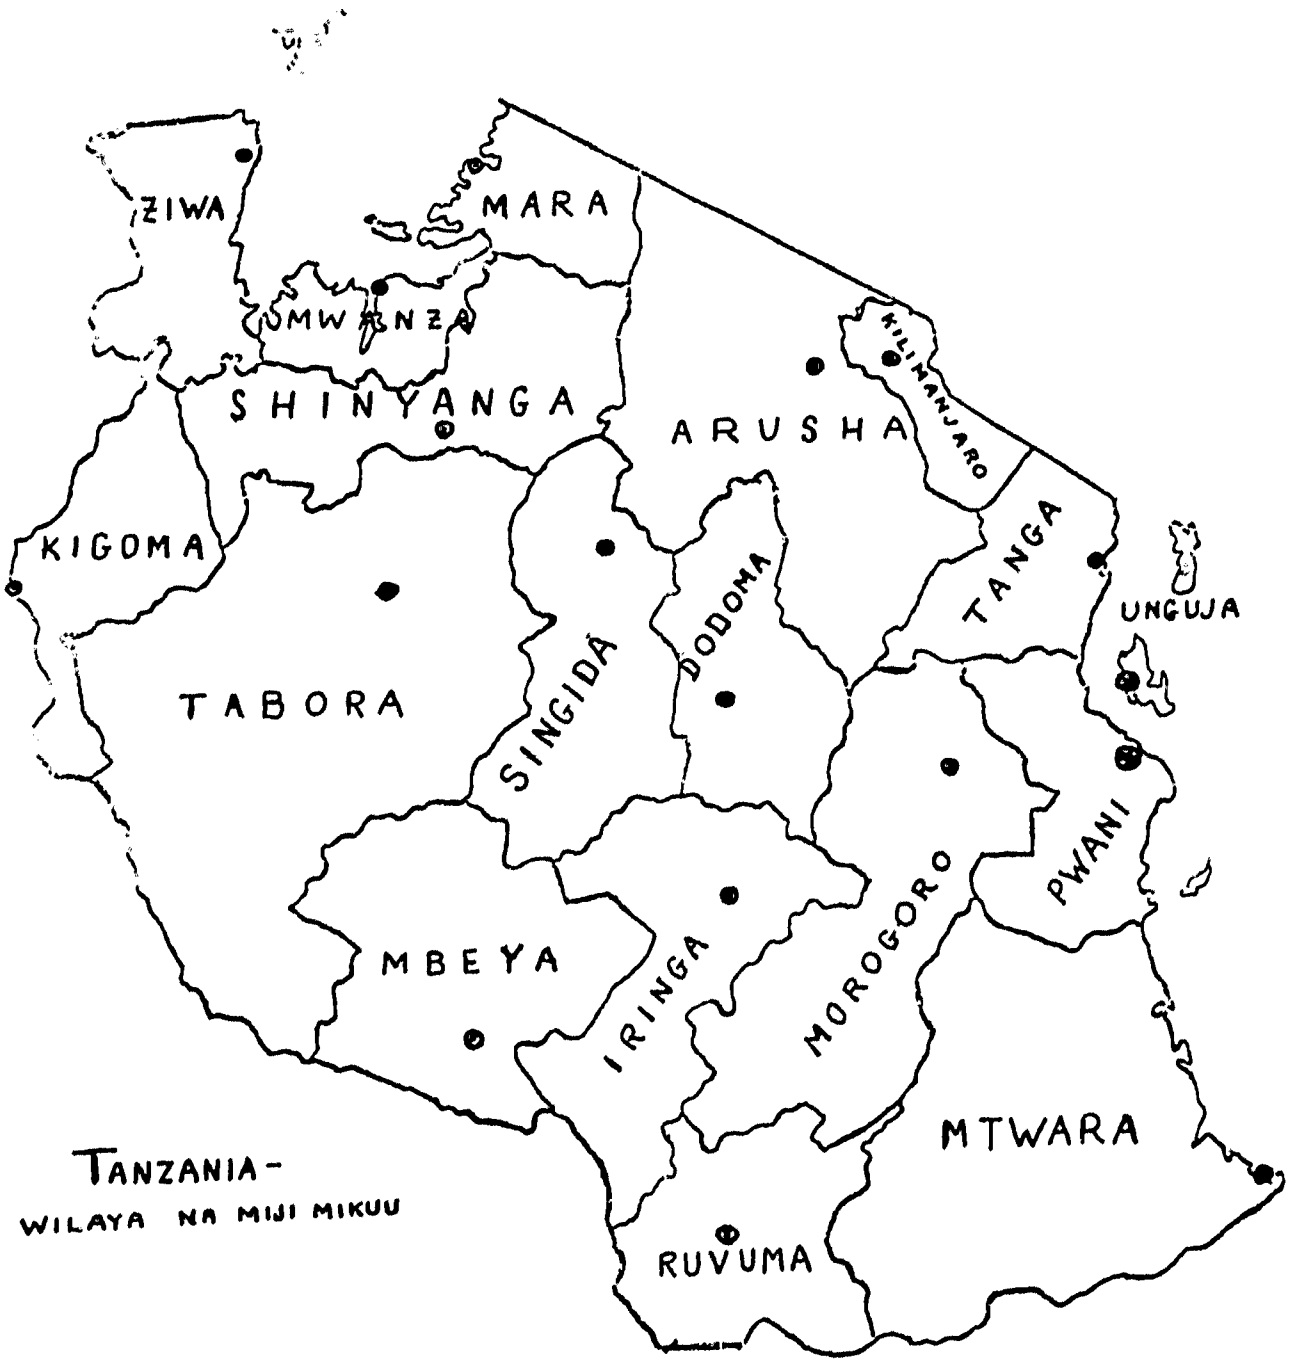 ZIWA
MARA
MWANZA
SHINYANGA
KILIMANJARO
ARUSHA
KIGOMA
TANGA
UNGUJA
DODOMA
TABORA
SINGIDA
PWANI
MOROGORO
MBEYA
IRINGA
MTWARA
RUVUMA
TANZANIA-
WILAYA NA MIJI MIKUU